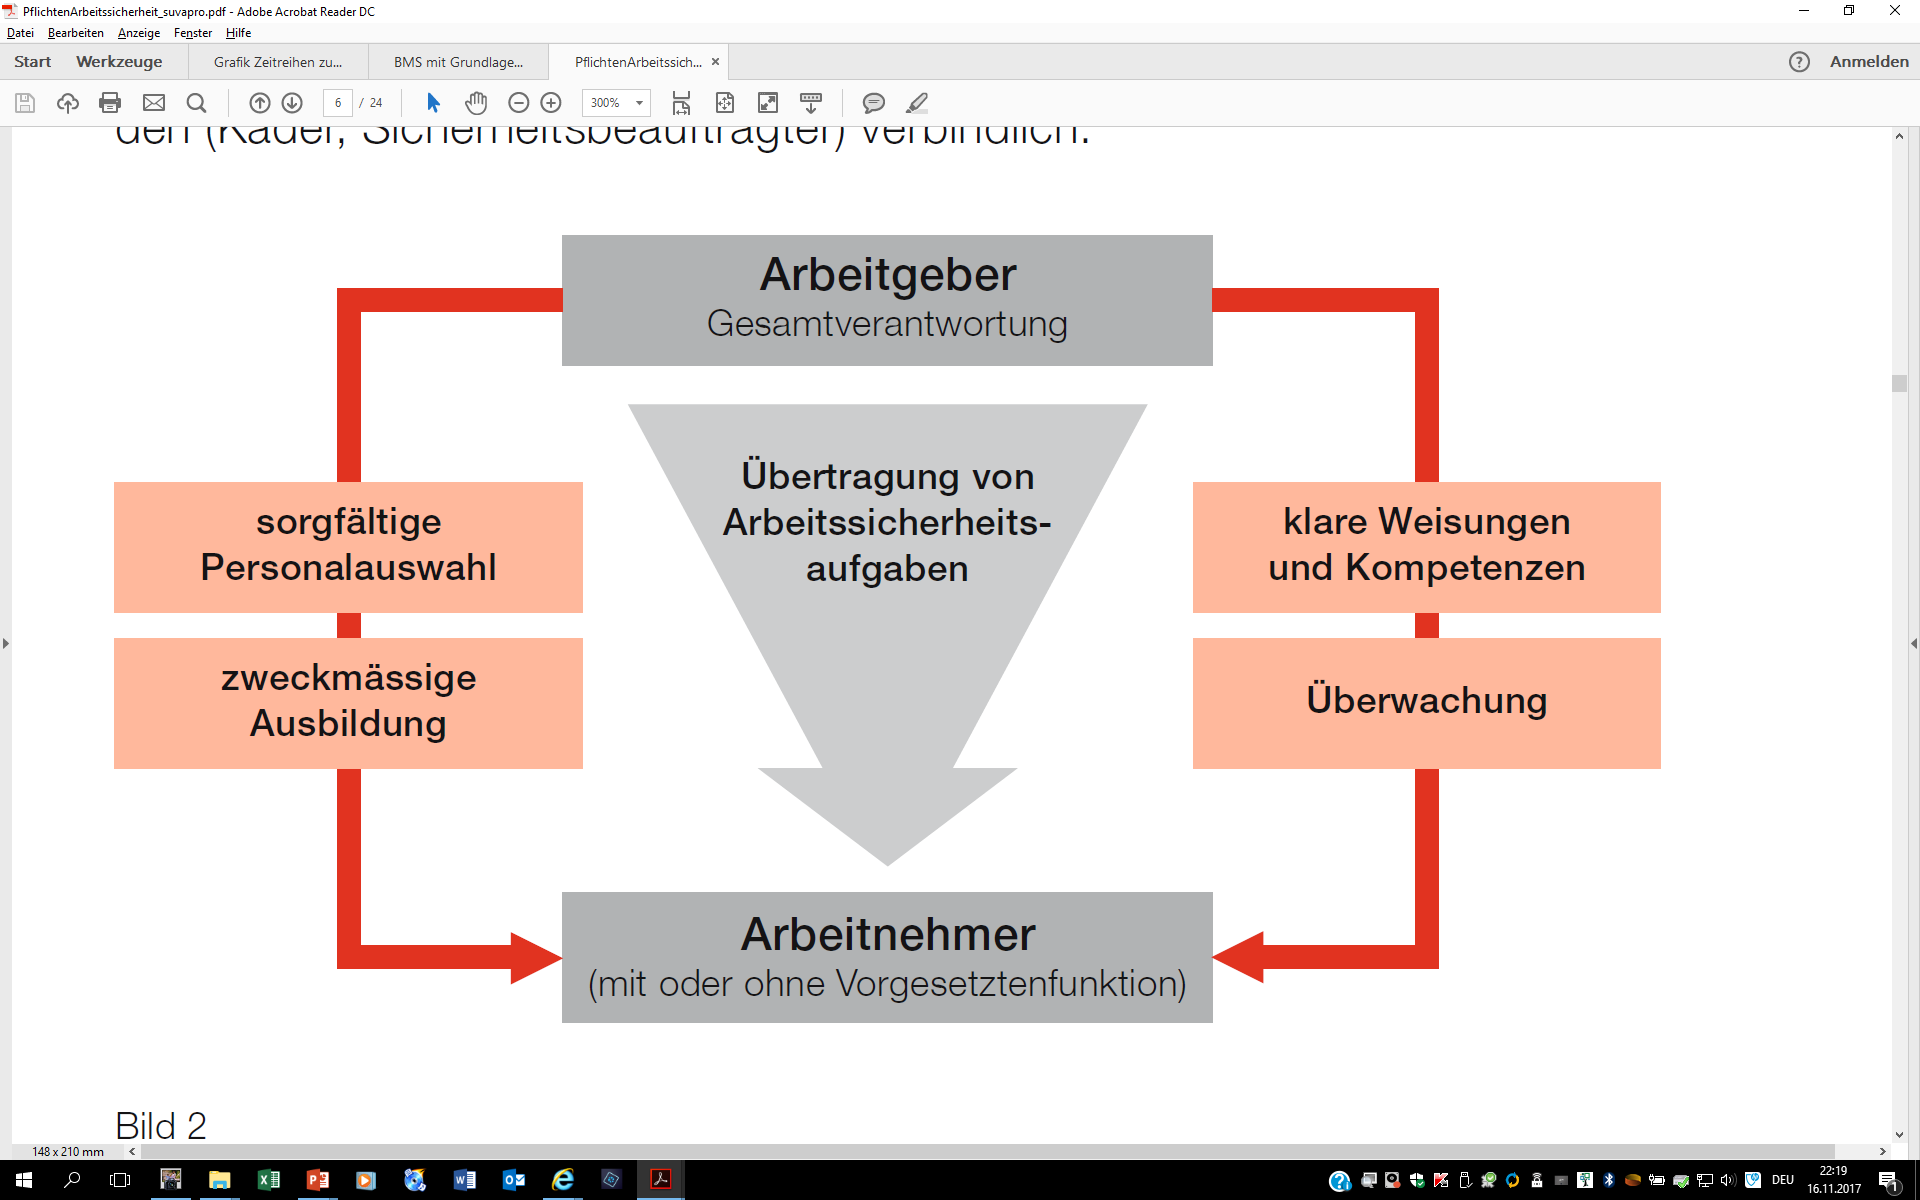 PflichtenArbeitssicherheit_suvapro.pdf - Adobe Acrobat Reader DC
Datei Bearbeiten Anzeige Fenster Hilfe
Start Werkzeuge Grafik Zeitreihen zu... BMS mit Grundlage... PflichtenArbeitssich... × ? Anmelden
6 / 24 300%
den (Kader, Sicherheitsbeauftragter) verbindlich.
Arbeitgeber
Gesamtverantwortung
Übertragung von
Arbeitssicherheits-
aufgaben
sorgfältige
Personalauswahl
zweckmässige
Ausbildung
klare Weisungen
und Kompetenzen
Überwachung
Arbeitnehmer
(mit oder ohne Vorgesetztenfunktion)
Bild 2
148 x 210 mm
DEU
22:19
16.11.2017
1